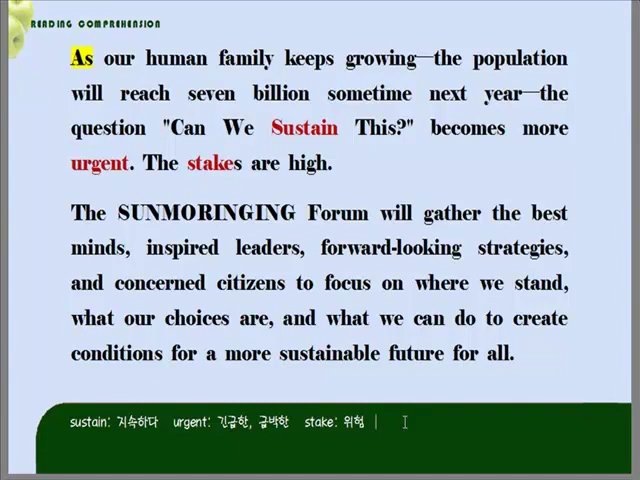 READING COMPREHENSION
As our human family keeps growing—the population
will reach seven billion sometime next year—the
question "Can We Sustain This?" becomes more
urgent. The stakes are high.
The SUNMORINGING Forum will gather the best
minds, inspired leaders, forward-looking strategies,
and concerned citizens to focus on where we stand,
what our choices are, and what we can do to create
conditions for a more sustainable future for all.
sustain: 지속하다 urgent: 긴급한, 급박한 stake: 위험